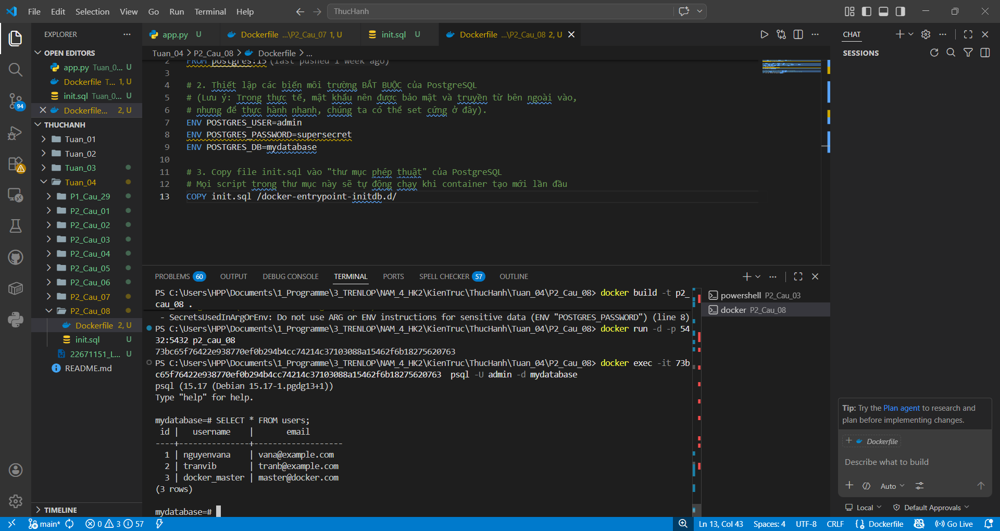 File Edit Selection View Go Run Terminal Help
ThucHanh
EXPLORER
OPEN EDITORS
app.py Tuan_0... U
Dockerfile T... 1, U
init.sql Tuan_0... U
Dockerfile... 2, U
THUCHANH
Tuan_01
Tuan_02
Tuan_03
Tuan_04
P1_Cau_29
P2_Cau_01
P2_Cau_02
P2_Cau_03
P2_Cau_04
P2_Cau_05
P2_Cau_06
P2_Cau_07
P2_Cau_08
Dockerfile 2, U
init.sql U
22671151_L... U
README.md
TIMELINE
94
app.py U
Dockerfile ...\P2_Cau_07 1, U
init.sql U
Dockerfile ...\P2_Cau_08 2, U
Tuan_04 > P2_Cau_08 > Dockerfile > ...
2 FROM postgres:15 (last pushed 1 week ago)
3
4 # 2. Thiết lập các biến môi trường BẮT BUỘC của PostgreSQL
5 # (Lưu ý: Trong thực tế, mật khẩu nên được bảo mật và truyền từ bên ngoài vào,
6 # nhưng để thực hành nhanh, chúng ta có thể set cứng ở đây).
7 ENV POSTGRES_USER=admin
8 ENV POSTGRES_PASSWORD=supersecret
9 ENV POSTGRES_DB=mydatabase
10
11 # 3. Copy file init.sql vào "thư mục phép thuật" của PostgreSQL
12 # Mọi script trong thư mục này sẽ tự động chạy khi container tạo mới lần đầu
13 COPY init.sql /docker-entrypoint-initdb.d/
PROBLEMS 60 OUTPUT DEBUG CONSOLE TERMINAL PORTS SPELL CHECKER 57 OUTLINE
PS C:\Users\HPP\Documents\1_Programme\3_TRENLOP\NAM_4_HK2\KienTruc\ThucHanh\Tuan_04\P2_Cau_08> docker build -t p2_
cau_08 .
- SecretsUsedInArgOrEnv: Do not use ARG or ENV instructions for sensitive data (ENV "POSTGRES_PASSWORD") (line 8)
PS C:\Users\HPP\Documents\1_Programme\3_TRENLOP\NAM_4_HK2\KienTruc\ThucHanh\Tuan_04\P2_Cau_08> docker run -d -p 54
32:5432 p2_cau_08
73bc65f76422e938770ef0b294b4cc74214c37103088a15462f6b18275620763
PS C:\Users\HPP\Documents\1_Programme\3_TRENLOP\NAM_4_HK2\KienTruc\ThucHanh\Tuan_04\P2_Cau_08> docker exec -it 73b
c65f76422e938770ef0b294b4cc74214c37103088a15462f6b18275620763 psql -U admin -d mydatabase
psql (15.17 (Debian 15.17-1.pgdg13+1))
Type "help" for help.
mydatabase=# SELECT * FROM users;
id | username | email
----+---------------+-------------------
1 | nguyenvana | vana@example.com
2 | tranvib | tranb@example.com
3 | docker_master | master@docker.com
(3 rows)
mydatabase=#
powershell P2_Cau_03
docker P2_Cau_08
CHAT
SESSIONS
Tip: Try the Plan agent to research and
plan before implementing changes.
Dockerfile
Describe what to build
Auto
Local Default Approvals
main* 0 3 57
Ln 13, Col 43 Spaces: 4 UTF-8 CRLF Dockerfile Go Live